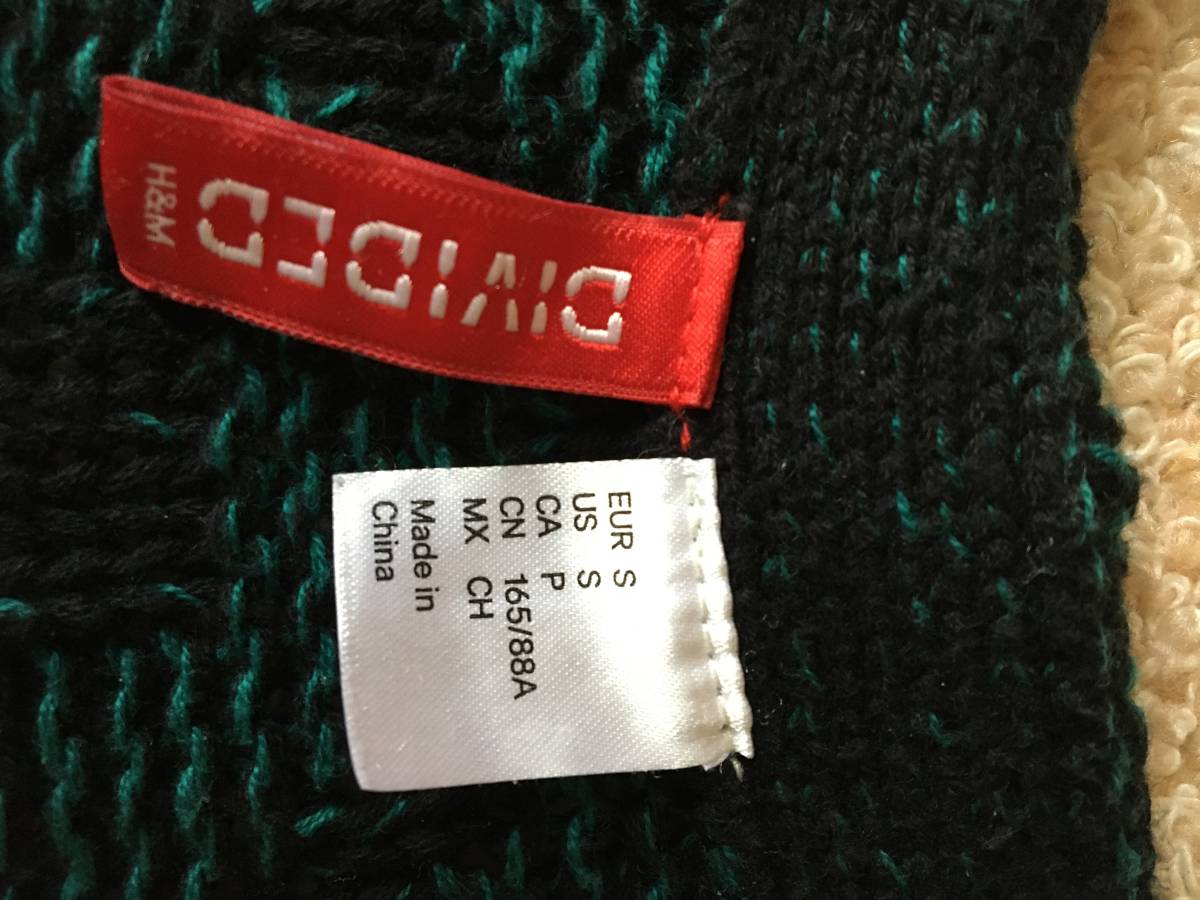 DIVIDED
H&M
EUR S
US S
CA P
CN 165/88A
MX CH
Made in
China